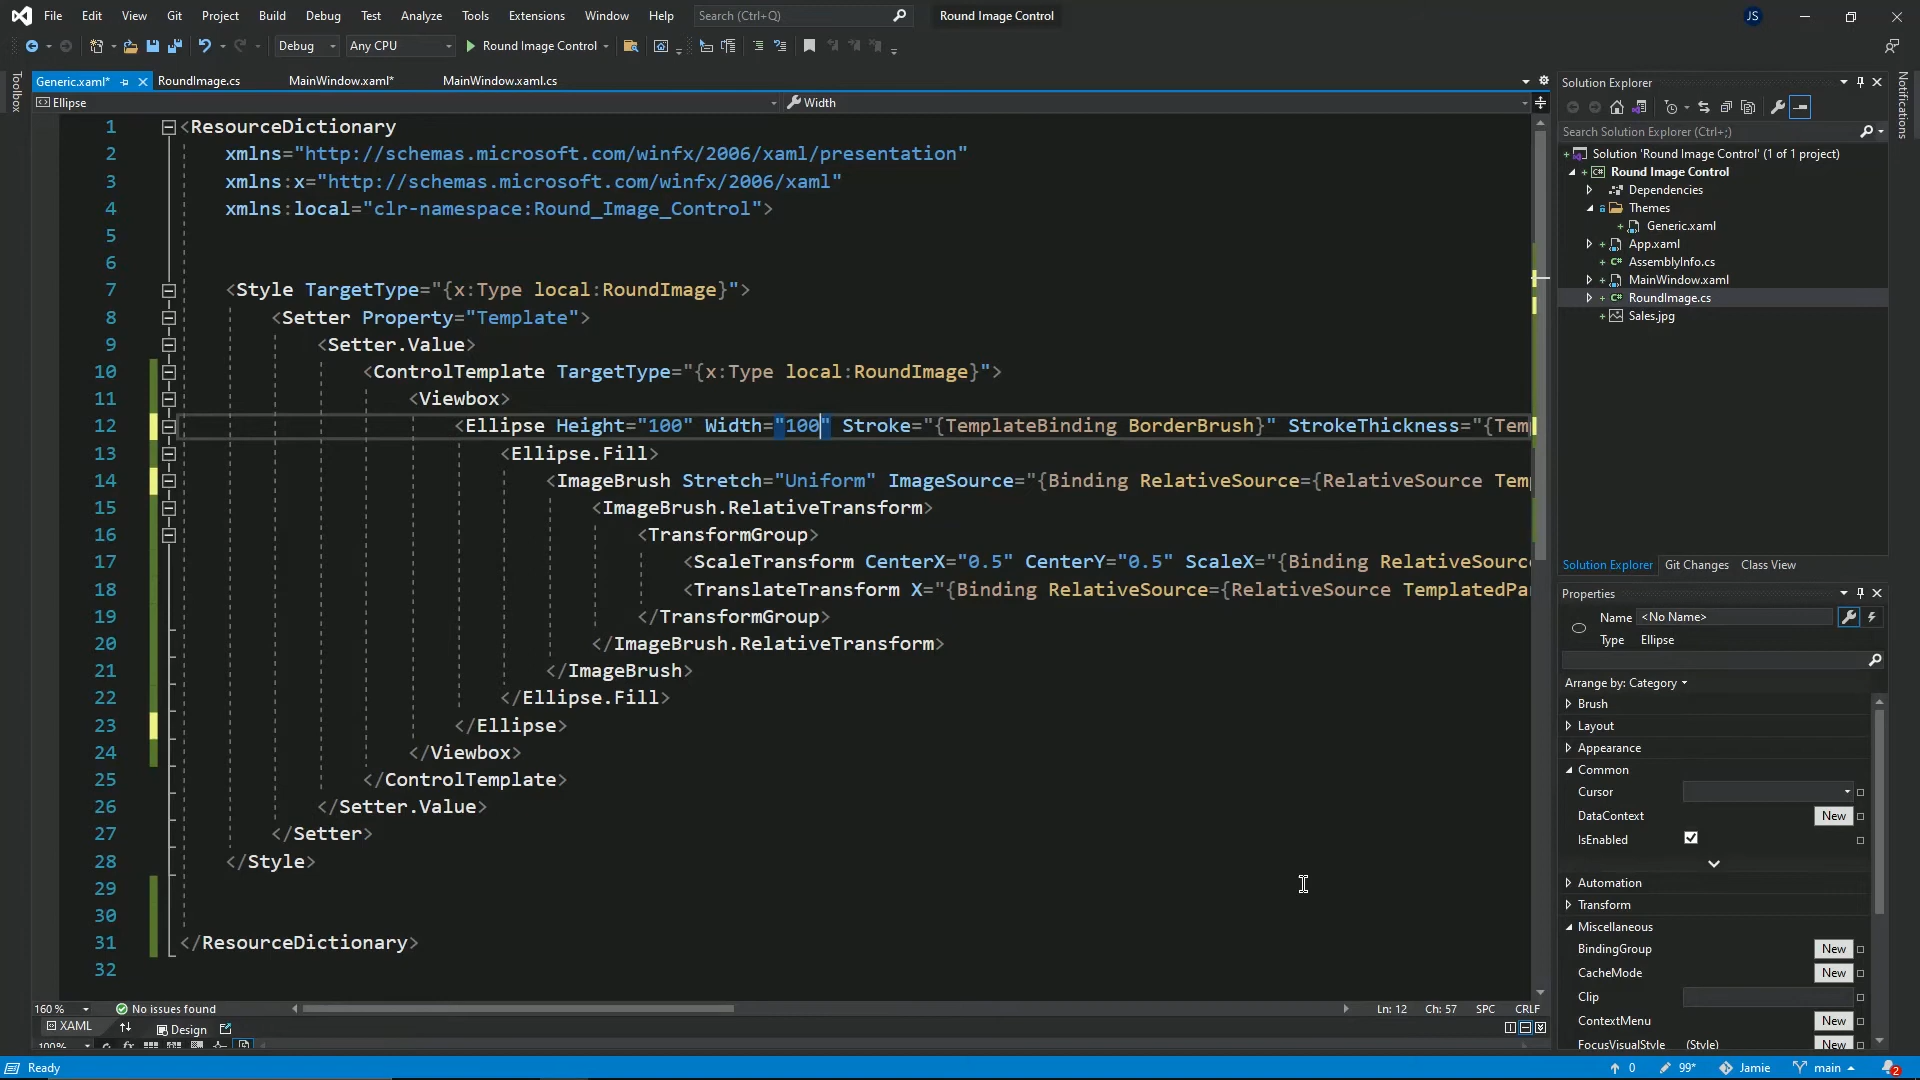 File Edit View Git Project Build Debug Test Analyze Tools Extensions Window Help Search (Ctrl+Q) Round Image Control JS
Debug Any CPU Round Image Control
Toolbox
Generic.xaml* RoundImage.cs MainWindow.xaml* MainWindow.xaml.cs
Ellipse Width
1 <ResourceDictionary
2 xmlns="http://schemas.microsoft.com/winfx/2006/xaml/presentation"
3 xmlns:x="http://schemas.microsoft.com/winfx/2006/xaml"
4 xmlns:local="clr-namespace:Round_Image_Control">
5
6
7 <Style TargetType="{x:Type local:RoundImage}">
8 <Setter Property="Template">
9 <Setter.Value>
10 <ControlTemplate TargetType="{x:Type local:RoundImage}">
11 <Viewbox>
12 <Ellipse Height="100" Width="100" Stroke="{TemplateBinding BorderBrush}" StrokeThickness="{Tem
13 <Ellipse.Fill>
14 <ImageBrush Stretch="Uniform" ImageSource="{Binding RelativeSource={RelativeSource Tem
15 <ImageBrush.RelativeTransform>
16 <TransformGroup>
17 <ScaleTransform CenterX="0.5" CenterY="0.5" ScaleX="{Binding RelativeSourc
18 <TranslateTransform X="{Binding RelativeSource={RelativeSource TemplatedPa
19 </TransformGroup>
20 </ImageBrush.RelativeTransform>
21 </ImageBrush>
22 </Ellipse.Fill>
23 </Ellipse>
24 </Viewbox>
25 </ControlTemplate>
26 </Setter.Value>
27 </Setter>
28 </Style>
29
30
31 </ResourceDictionary>
32
160 % No issues found Ln: 12 Ch: 57 SPC CRLF
XAML Design
100%
Solution Explorer
Search Solution Explorer (Ctrl+;)
Solution 'Round Image Control' (1 of 1 project)
Round Image Control
Dependencies
Themes
Generic.xaml
App.xaml
AssemblyInfo.cs
MainWindow.xaml
RoundImage.cs
Sales.jpg
Solution Explorer Git Changes Class View
Properties
Name <No Name>
Type Ellipse
Arrange by: Category
Brush
Layout
Appearance
Common
Cursor
DataContext New
IsEnabled
Automation
Transform
Miscellaneous
BindingGroup New
CacheMode New
Clip
ContextMenu New
FocusVisualStyle (Style) New
Notifications
Ready 0 99* Jamie main 2